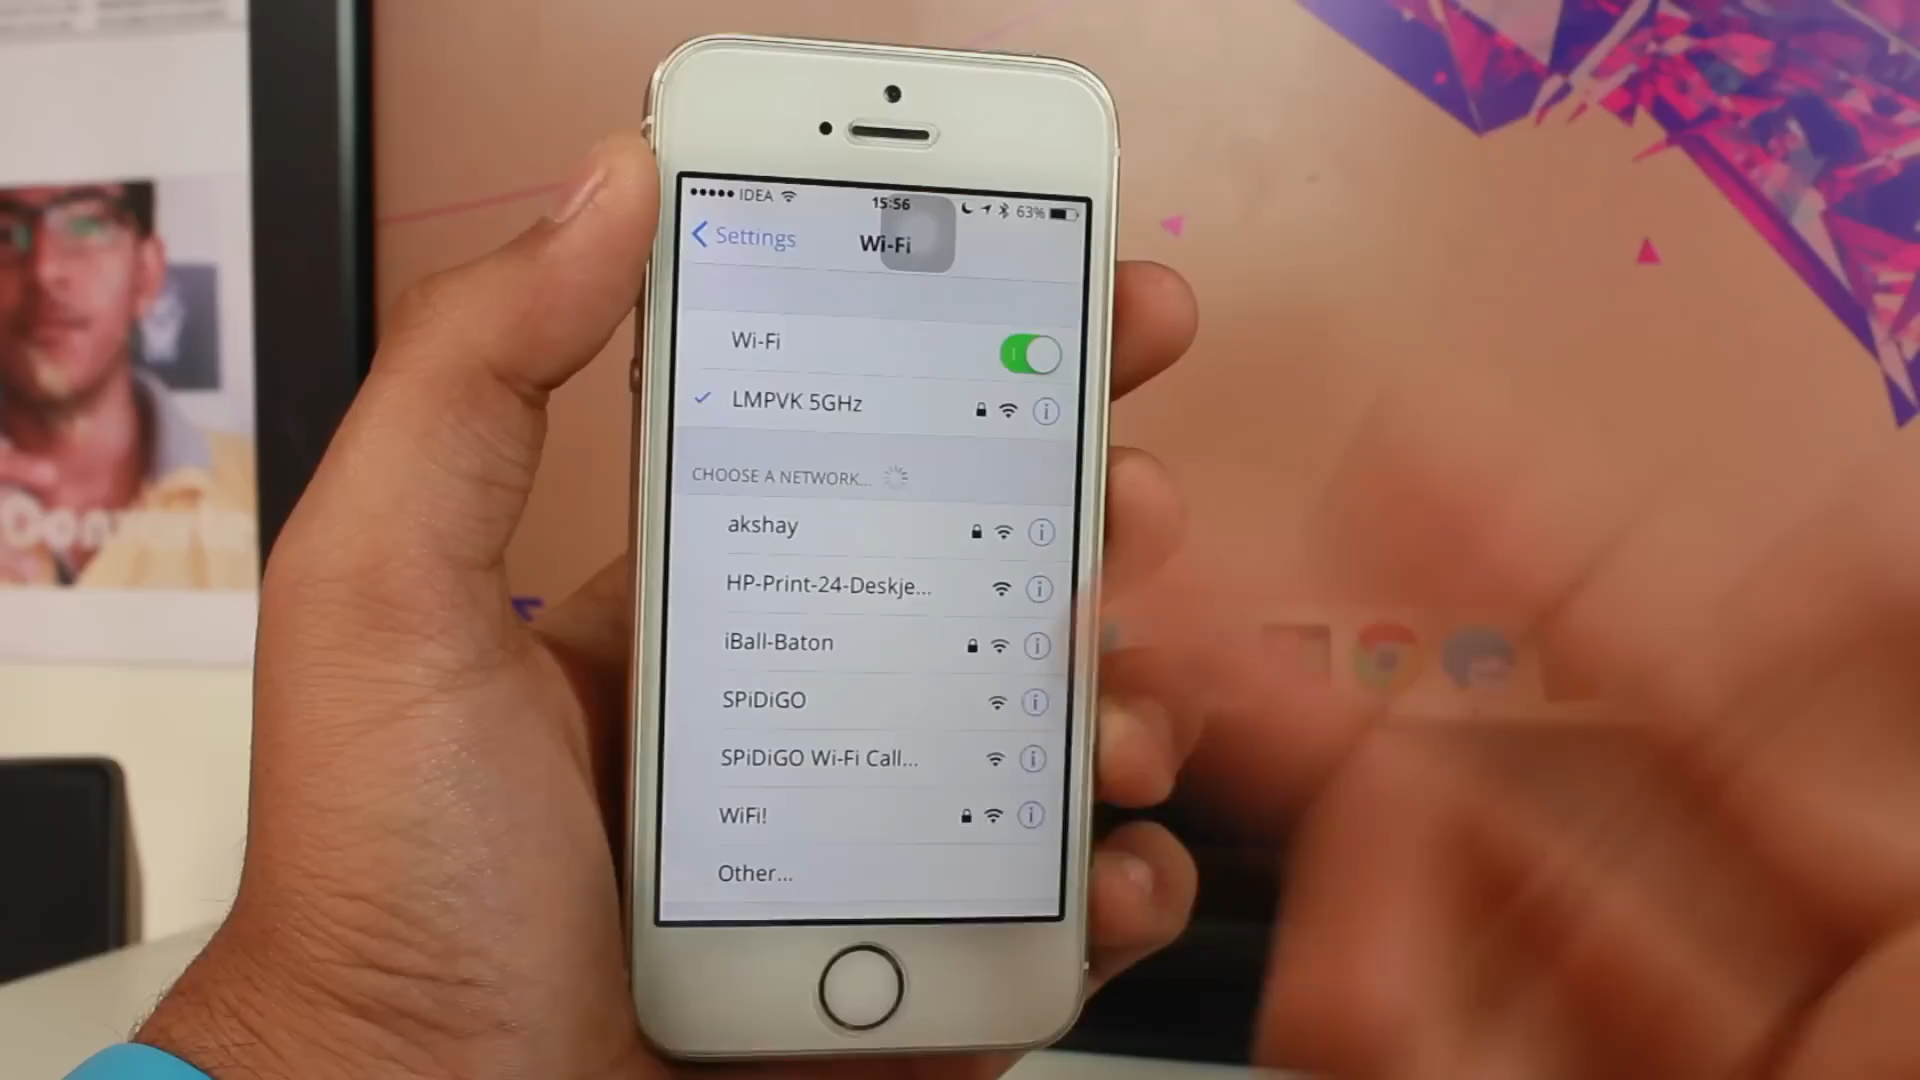 IDEA 15:56 63%
Settings Wi-Fi
Wi-Fi
LMPVK 5GHz
CHOOSE A NETWORK...
akshay
HP-Print-24-Deskje...
iBall-Baton
SPiDiGO
SPiDiGO Wi-Fi Call...
WiFi!
Other...